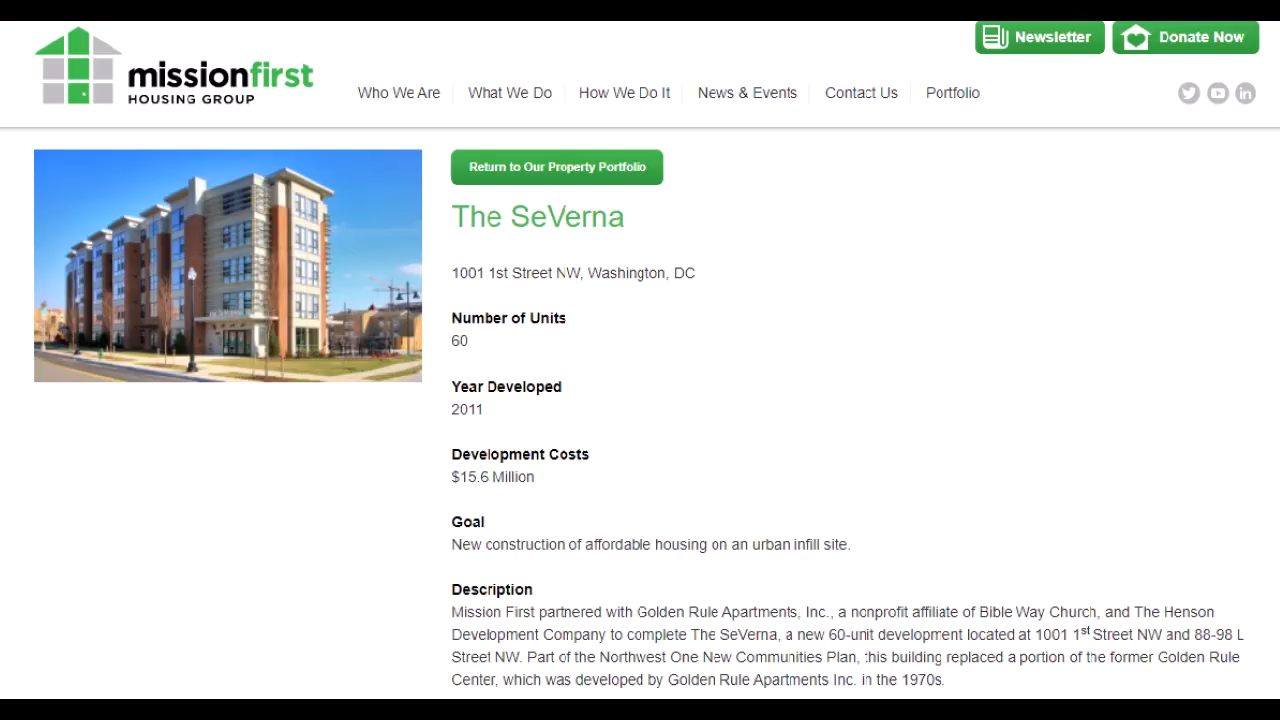 Newsletter
Donate Now
missionfirst
HOUSING GROUP
Who We Are
What We Do
How We Do It
News & Events
Contact Us
Portfolio
Return to Our Property Portfolio
The SeVerna
1001 1st Street NW, Washington, DC
Number of Units
60
Year Developed
2011
Development Costs
$15.6 Million
Goal
New construction of affordable housing on an urban infill site.
Description
Mission First partnered with Golden Rule Apartments, Inc., a nonprofit affiliate of Bible Way Church, and The Henson
Development Company to complete The SeVerna, a new 60-unit development located at 1001 1st Street NW and 88-98 L
Street NW. Part of the Northwest One New Communities Plan, this building replaced a portion of the former Golden Rule
Center, which was developed by Golden Rule Apartments Inc. in the 1970s.